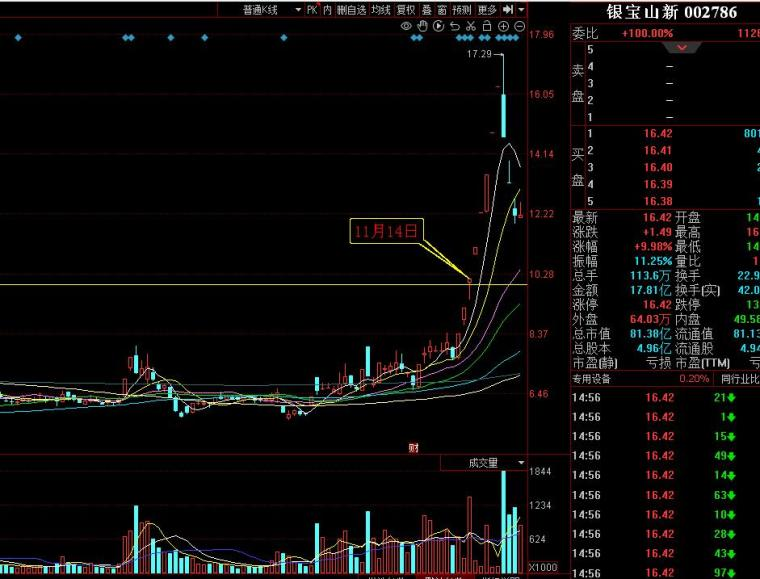 普通K线 PK 内 删自选 均线 复权 叠 窗 预测 更多
银宝山新 002786
委比 +100.00% 1128
17.96
17.29
16.05
14.14
12.22
10.28
8.37
6.46
11月14日
财
成交量
1844
1234
624
X1000
卖盘
5
4 —
3 —
2 —
1 —
买盘
1 16.42 801
2 16.41
3 16.40
4 16.39
5 16.38
最新 16.42 开盘 14
涨跌 +1.49 最高 16
涨幅 +9.98% 最低 14
振幅 11.25% 量比 1
总手 113.6万 换手 22.9
金额 17.81亿 换手(实) 42.0
涨停 16.42 跌停 13
外盘 64.03万 内盘 49.58
总市值 81.38亿 流通值 81.13
总股本 4.96亿 流通股 4.94
市盈(静) 亏损 市盈(TTM) 亏
专用设备 0.20% 同行业比
14:56 16.42 21
14:56 16.42 1
14:56 16.42 15
14:56 16.42 49
14:56 16.42 14
14:56 16.42 63
14:56 16.42 10
14:56 16.42 28
14:56 16.42 43
14:56 16.42 97